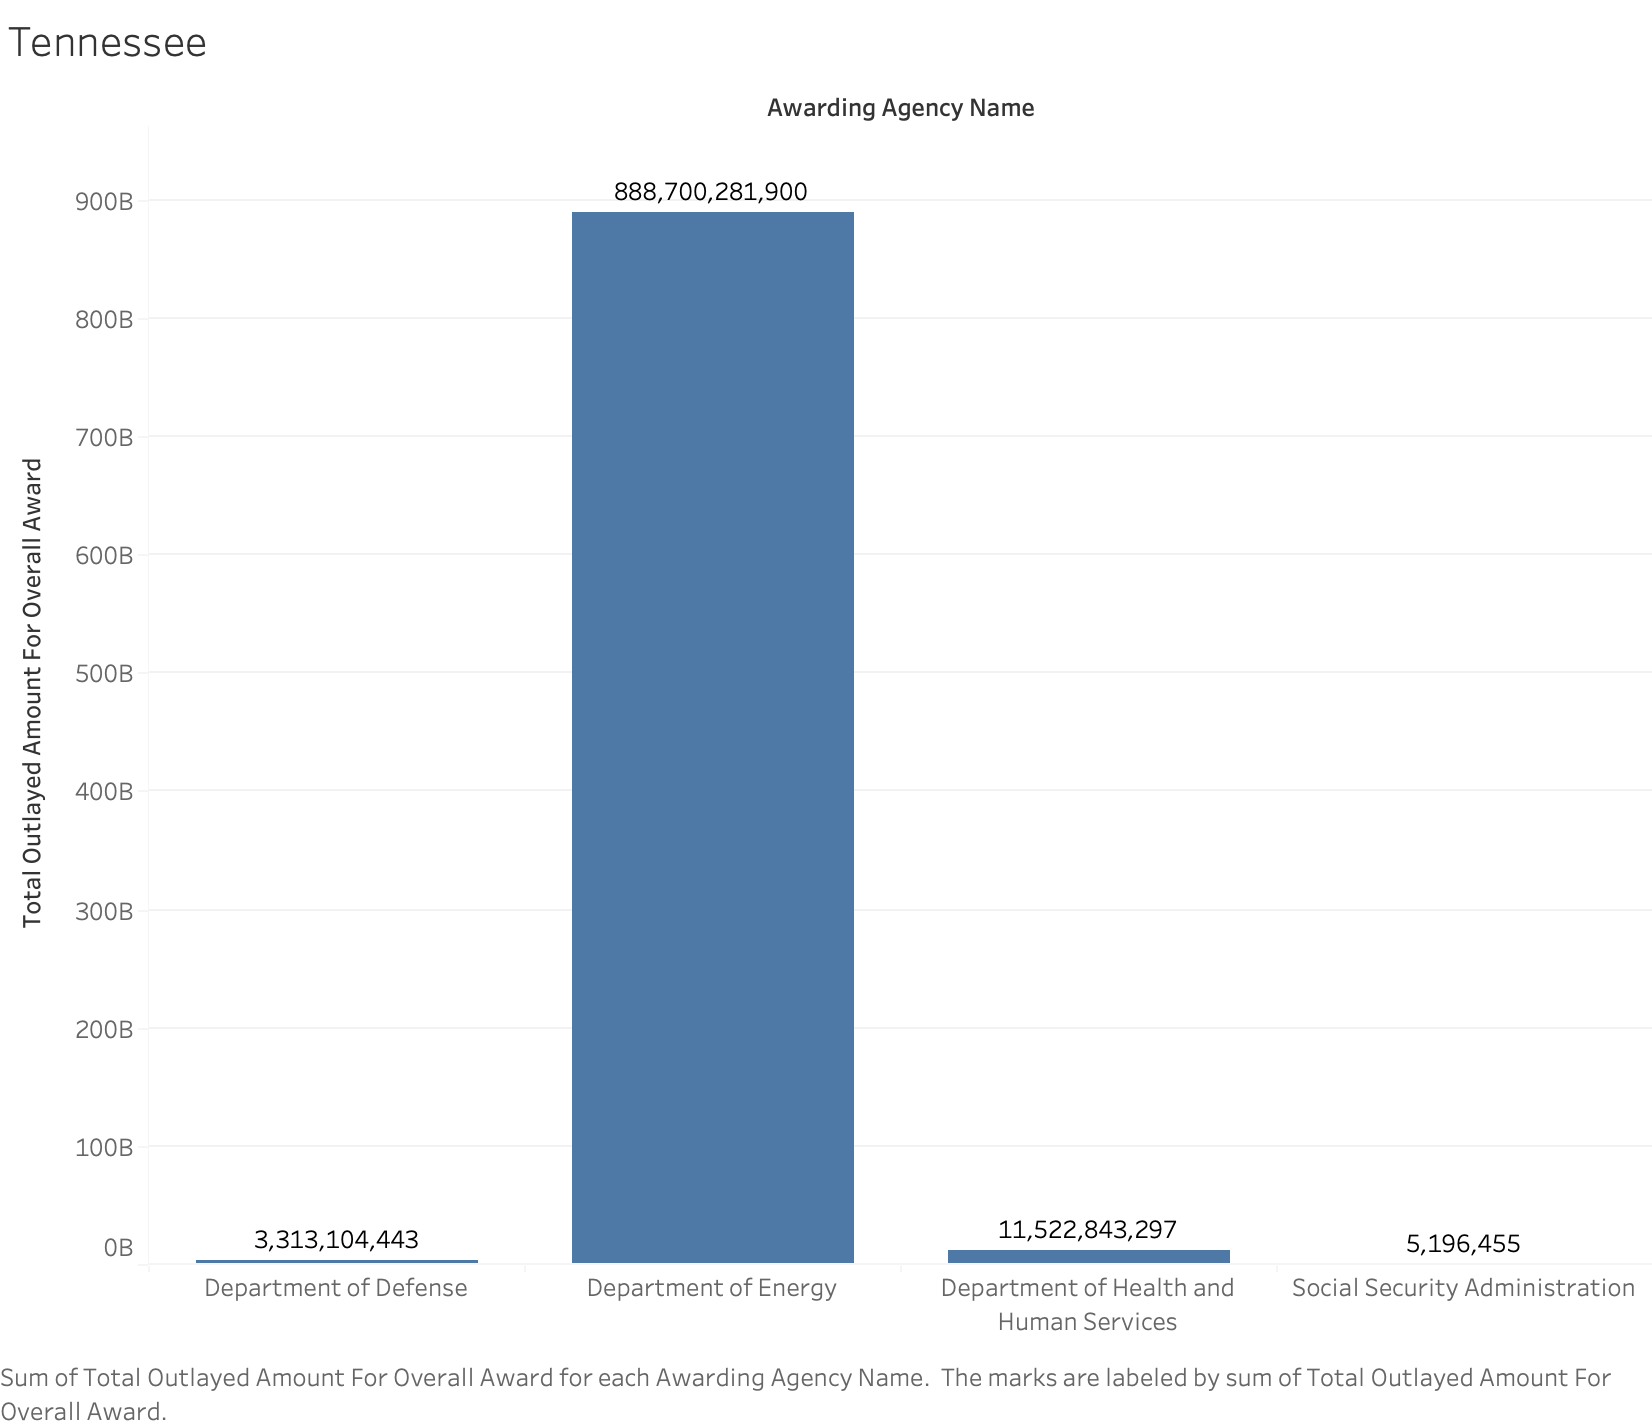 Tennessee
Awarding Agency Name
Total Outlayed Amount For Overall Award
900B
800B
700B
600B
500B
400B
300B
200B
100B
0B
3,313,104,443
888,700,281,900
11,522,843,297
5,196,455
Department of Defense
Department of Energy
Department of Health and
Human Services
Social Security Administration
Sum of Total Outlayed Amount For Overall Award for each Awarding Agency Name.  The marks are labeled by sum of Total Outlayed Amount For
Overall Award.